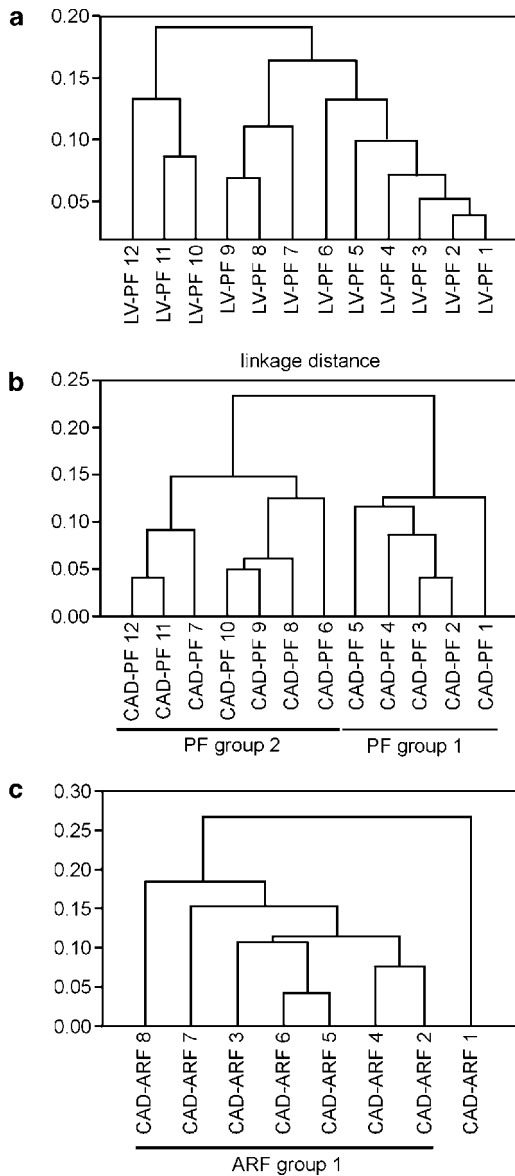 a
0.20
0.15
0.10
0.05
LV-PF 12
LV-PF 11
LV-PF 10
LV-PF 9
LV-PF 8
LV-PF 7
LV-PF 6
LV-PF 5
LV-PF 4
LV-PF 3
LV-PF 2
LV-PF 1
linkage distance
b
0.25
0.20
0.15
0.10
0.05
0.00
CAD-PF 12
CAD-PF 11
CAD-PF 7
CAD-PF 10
CAD-PF 9
CAD-PF 8
CAD-PF 6
CAD-PF 5
CAD-PF 4
CAD-PF 3
CAD-PF 2
CAD-PF 1
PF group 2
PF group 1
c
0.30
0.25
0.20
0.15
0.10
0.05
0.00
CAD-ARF 8
CAD-ARF 7
CAD-ARF 3
CAD-ARF 6
CAD-ARF 5
CAD-ARF 4
CAD-ARF 2
CAD-ARF 1
ARF group 1